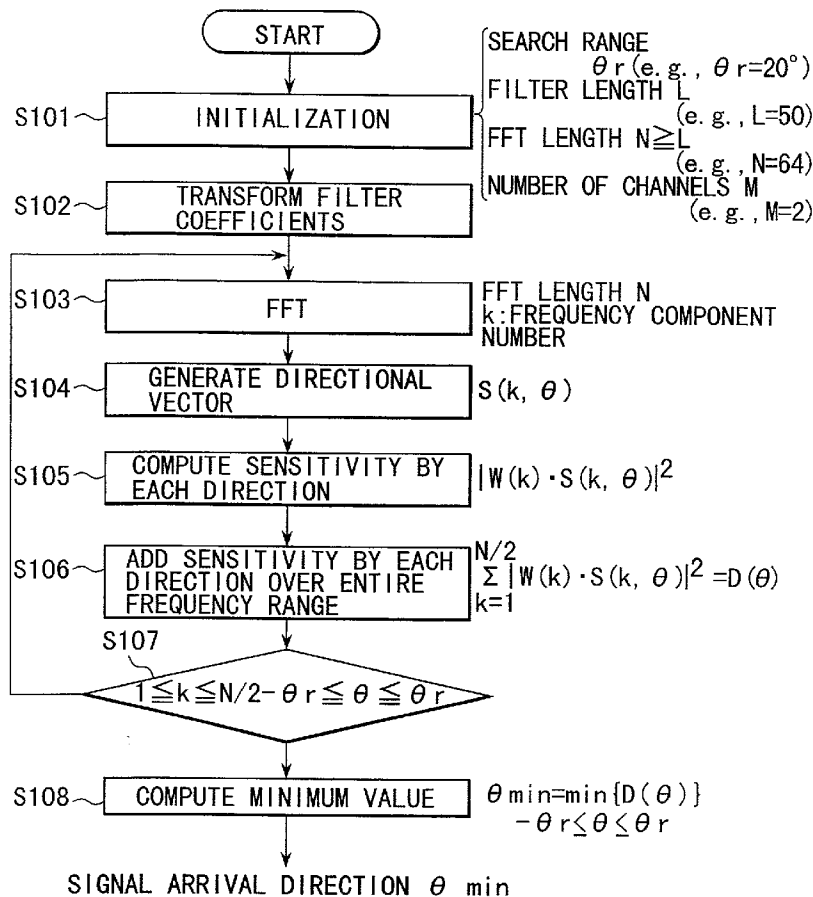 START
SEARCH RANGE
θr (e.g., θr=20°)
FILTER LENGTH L
(e.g., L=50)
FFT LENGTH N≧L
(e.g., N=64)
NUMBER OF CHANNELS M
(e.g., M=2)
S101
INITIALIZATION
S102
TRANSFORM FILTER
COEFFICIENTS
S103
FFT
FFT LENGTH N
k:FREQUENCY COMPONENT
NUMBER
S104
GENERATE DIRECTIONAL
VECTOR
S(k, θ)
S105
COMPUTE SENSITIVITY BY
EACH DIRECTION
|W(k)·S(k, θ)|²
S106
ADD SENSITIVITY BY EACH
DIRECTION OVER ENTIRE
FREQUENCY RANGE
N/2
Σ |W(k)·S(k, θ)|² =D(θ)
k=1
S107
1≦k≦N/2-θr≦θ≦θr
S108
COMPUTE MINIMUM VALUE
θmin=min{D(θ)}
-θr≤θ≤θr
SIGNAL ARRIVAL DIRECTION θ min